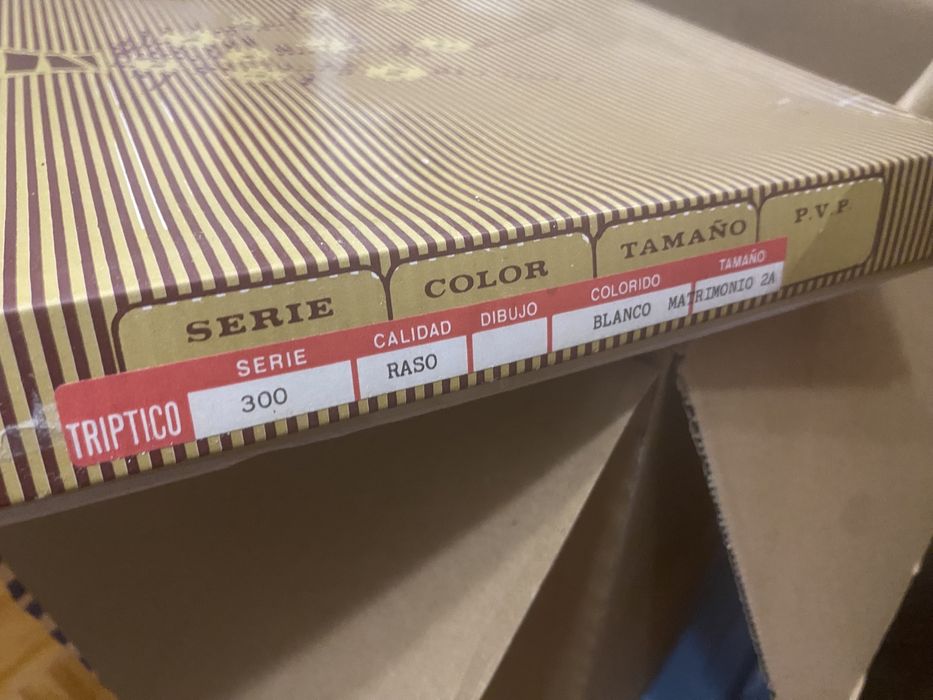 SERIE COLOR TAMAÑO P.V.P.
TRIPTICO
SERIE CALIDAD DIBUJO COLORIDO TAMAÑO
300 RASO BLANCO MATRIMONIO 2A